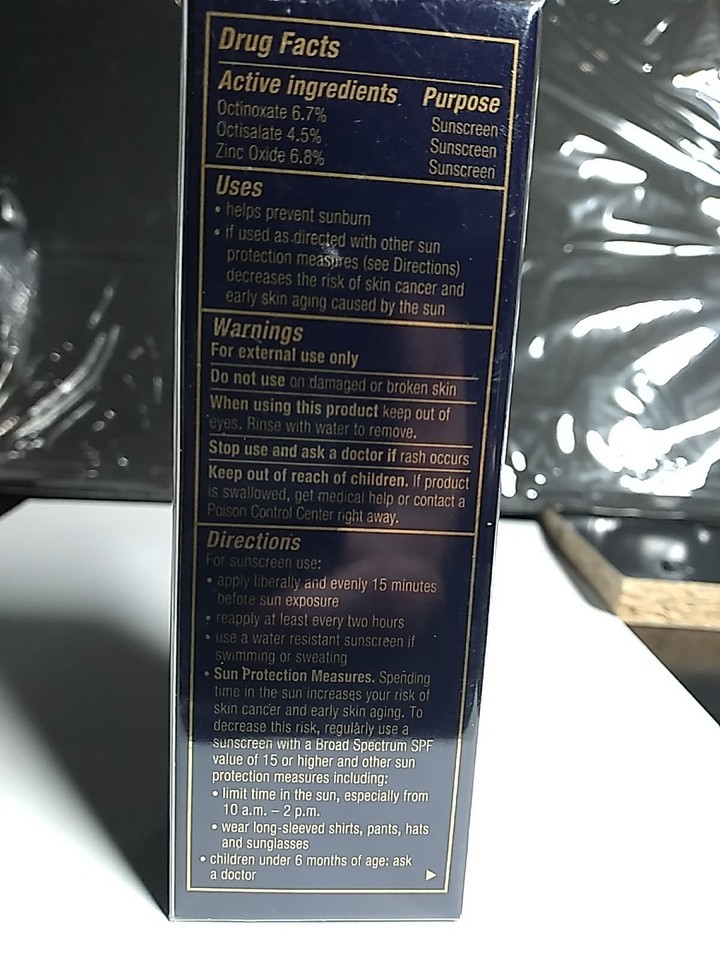 Drug Facts
Active ingredients Purpose
Octinoxate 6.7% Sunscreen
Octisalate 4.5% Sunscreen
Zinc Oxide 6.8% Sunscreen
Uses
• helps prevent sunburn
• if used as directed with other sun
protection measures (see Directions)
decreases the risk of skin cancer and
early skin aging caused by the sun
Warnings
For external use only
Do not use on damaged or broken skin
When using this product keep out of
eyes. Rinse with water to remove.
Stop use and ask a doctor if rash occurs
Keep out of reach of children. If product
is swallowed, get medical help or contact a
Poison Control Center right away.
Directions
For sunscreen use:
• apply liberally and evenly 15 minutes
before sun exposure
• reapply at least every two hours
• use a water resistant sunscreen if
swimming or sweating
• Sun Protection Measures. Spending
time in the sun increases your risk of
skin cancer and early skin aging. To
decrease this risk, regularly use a
sunscreen with a Broad Spectrum SPF
value of 15 or higher and other sun
protection measures including:
• limit time in the sun, especially from
10 a.m. – 2 p.m.
• wear long-sleeved shirts, pants, hats
and sunglasses
• children under 6 months of age: ask
a doctor